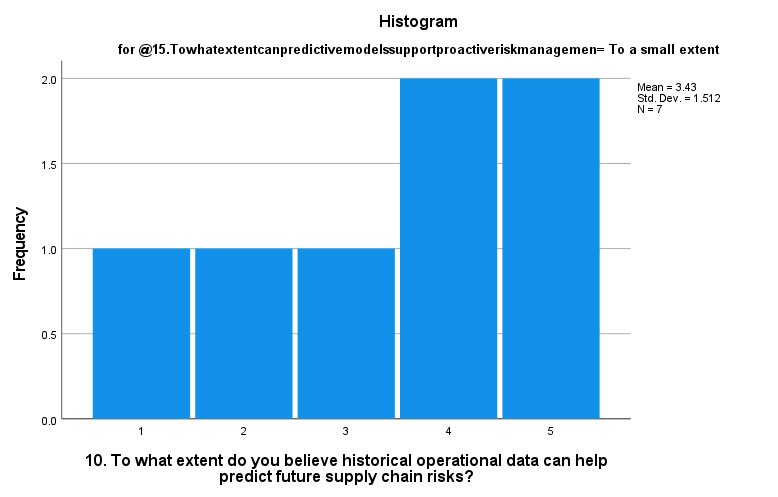 Histogram
for @15.Towhatextentcanpredictivemodelssupportproactiveriskmanagemen= To a small extent
2.0
1.5
1.0
0.5
0.0
Frequency
Mean = 3.43
Std. Dev. = 1.512
N = 7
1 2 3 4 5
10. To what extent do you believe historical operational data can help
predict future supply chain risks?